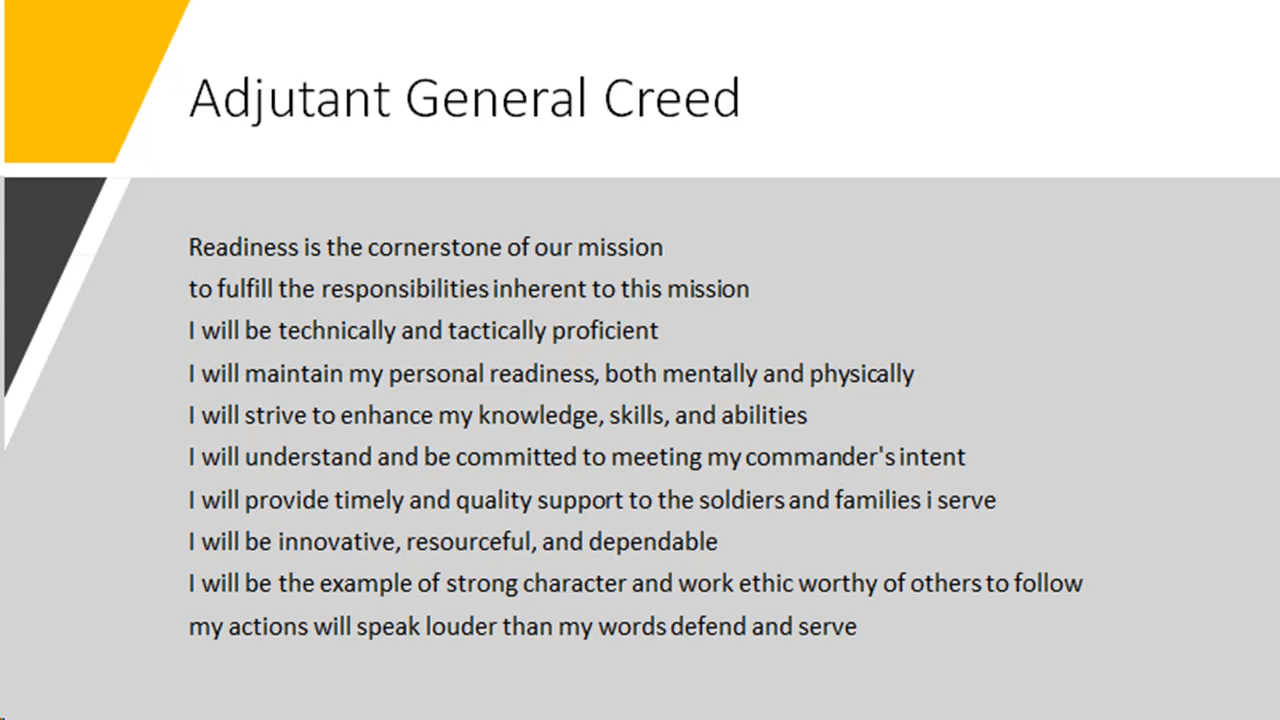 Adjutant General Creed
Readiness is the cornerstone of our mission
to fulfill the responsibilities inherent to this mission
I will be technically and tactically proficient
I will maintain my personal readiness, both mentally and physically
I will strive to enhance my knowledge, skills, and abilities
I will understand and be committed to meeting my commander's intent
I will provide timely and quality support to the soldiers and families i serve
I will be innovative, resourceful, and dependable
I will be the example of strong character and work ethic worthy of others to follow
my actions will speak louder than my words defend and serve